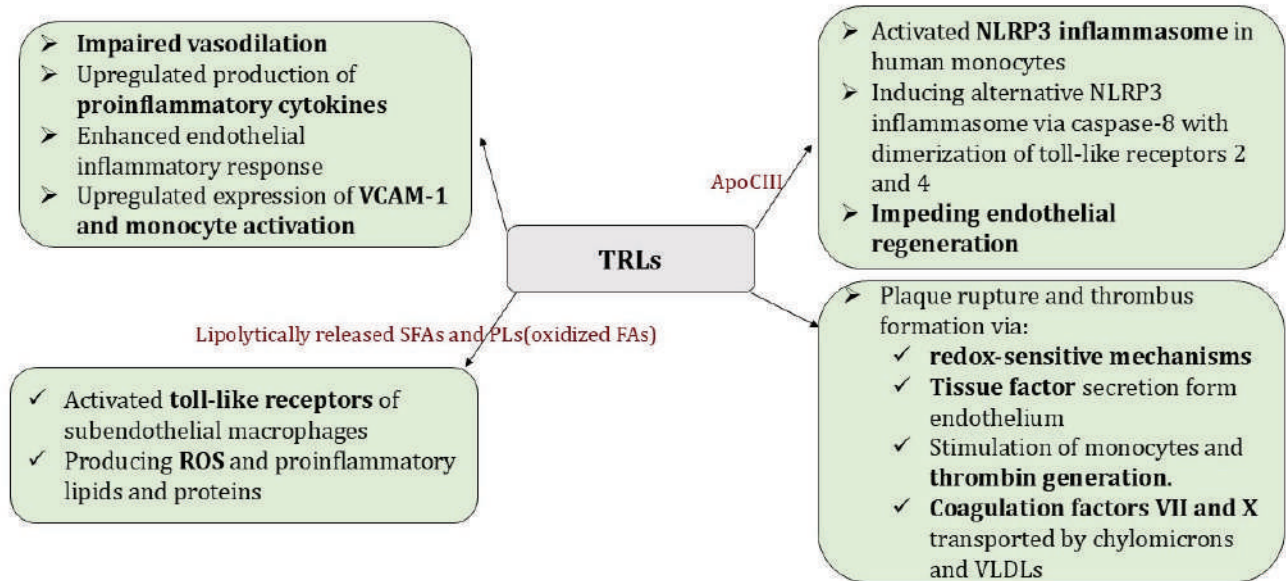 ➢ Impaired vasodilation
➢ Upregulated production of
proinflammatory cytokines
➢ Enhanced endothelial
inflammatory response
➢ Upregulated expression of VCAM-1
and monocyte activation
➢ Activated NLRP3 inflammasome in
human monocytes
➢ Inducing alternative NLRP3
inflammasome via caspase-8 with
dimerization of toll-like receptors 2
and 4
➢ Impeding endothelial
regeneration
ApoCIII
TRLs
Lipolytically released SFAs and PLs(oxidized FAs)
✓ Activated toll-like receptors of
subendothelial macrophages
✓ Producing ROS and proinflammatory
lipids and proteins
➢ Plaque rupture and thrombus
formation via:
✓ redox-sensitive mechanisms
✓ Tissue factor secretion form
endothelium
✓ Stimulation of monocytes and
thrombin generation.
✓ Coagulation factors VII and X
transported by chylomicrons
and VLDLs